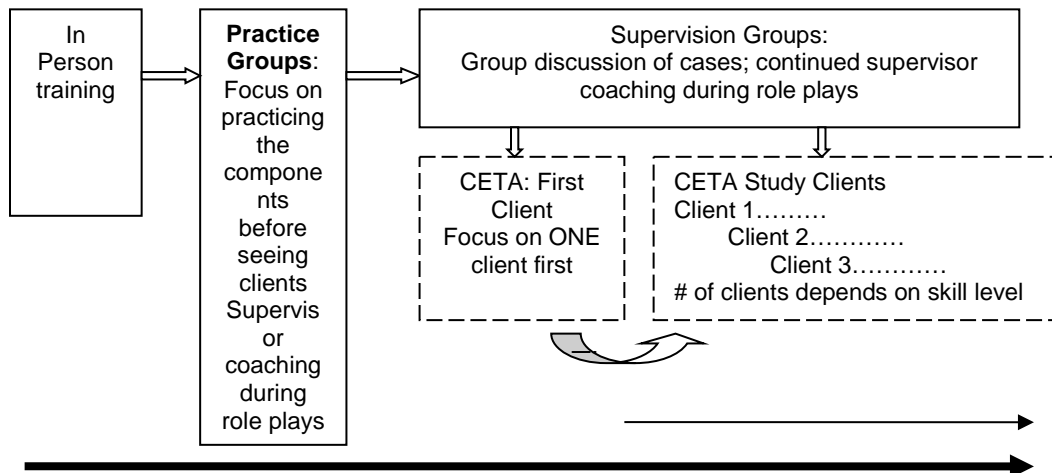 In
Person
training
Practice
Groups:
Focus on
practicing
the
compone
nts
before
seeing
clients
Supervis
or
coaching
during
role plays
Supervision Groups:
Group discussion of cases; continued supervisor
coaching during role plays
CETA: First
Client
Focus on ONE
client first
CETA Study Clients
Client 1.........
Client 2............
Client 3............
# of clients depends on skill level